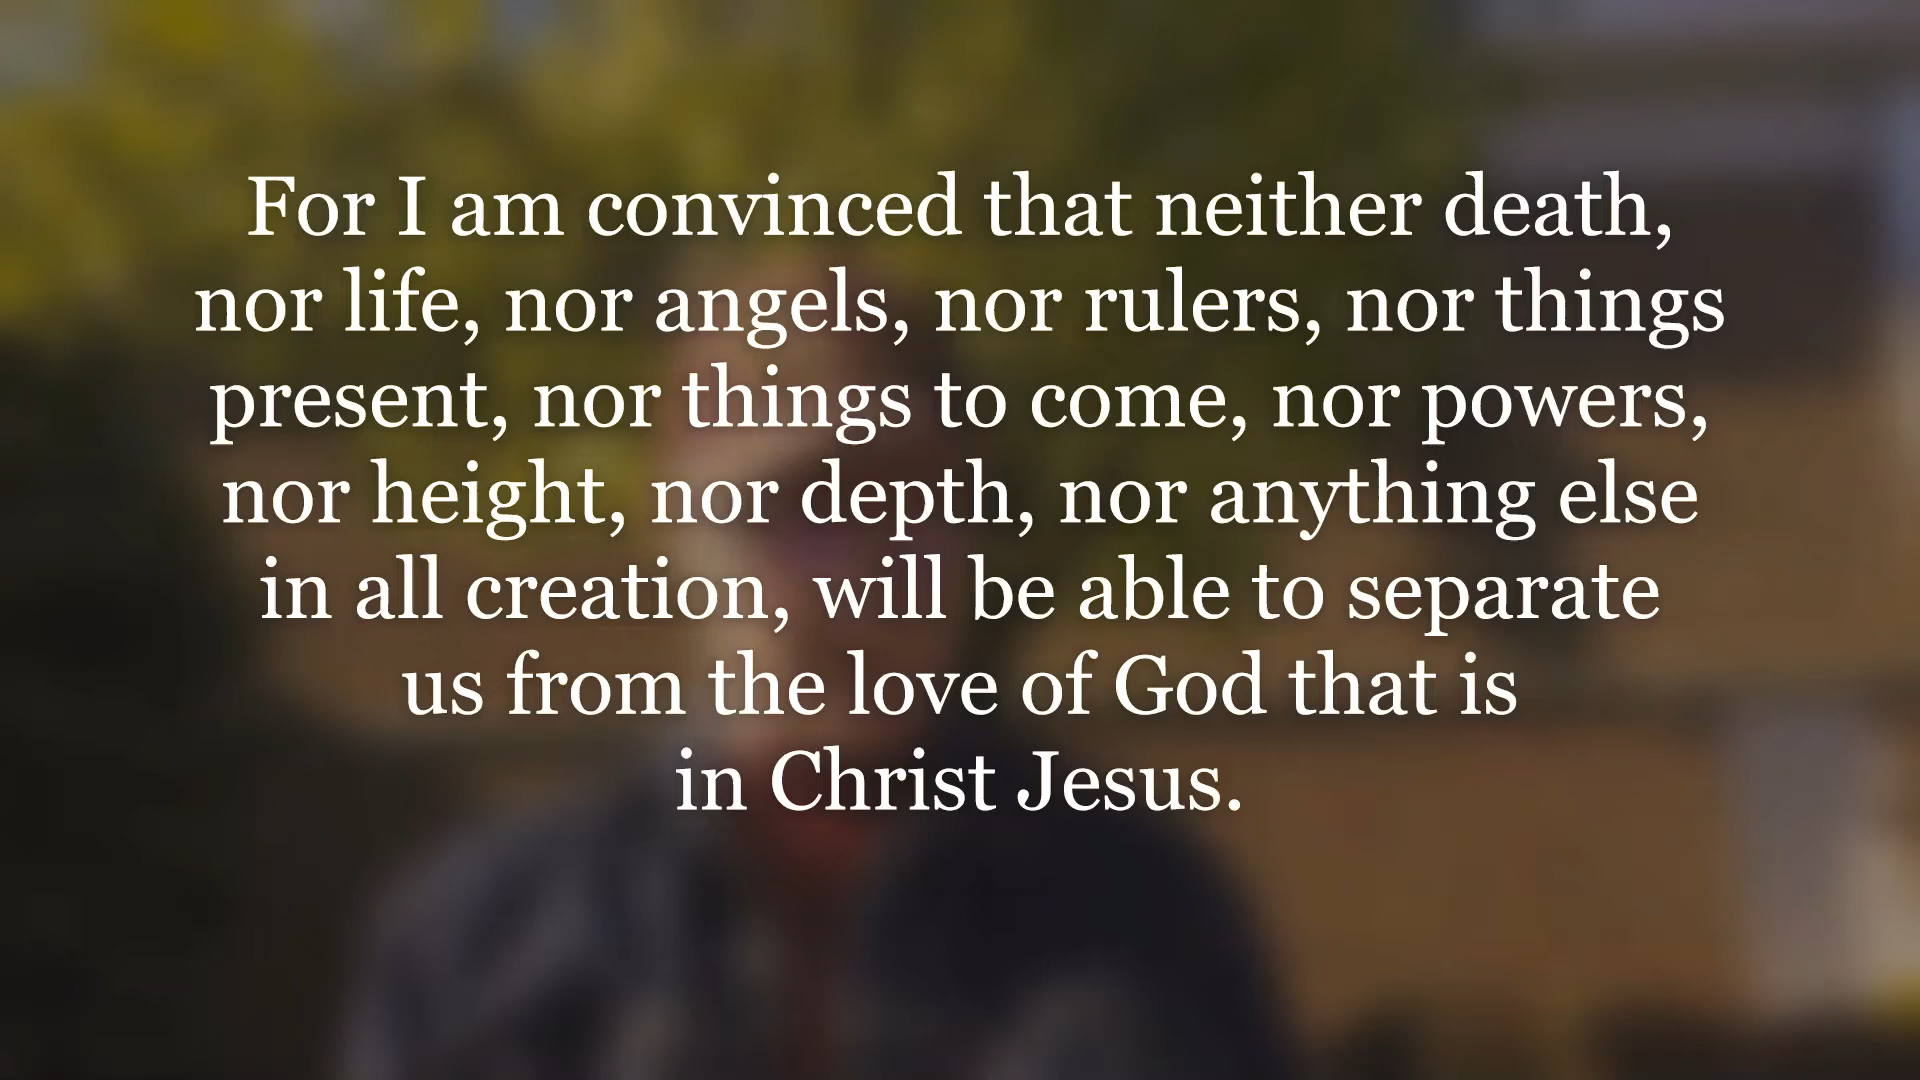 For I am convinced that neither death,
nor life, nor angels, nor rulers, nor things
present, nor things to come, nor powers,
nor height, nor depth, nor anything else
in all creation, will be able to separate
us from the love of God that is
in Christ Jesus.